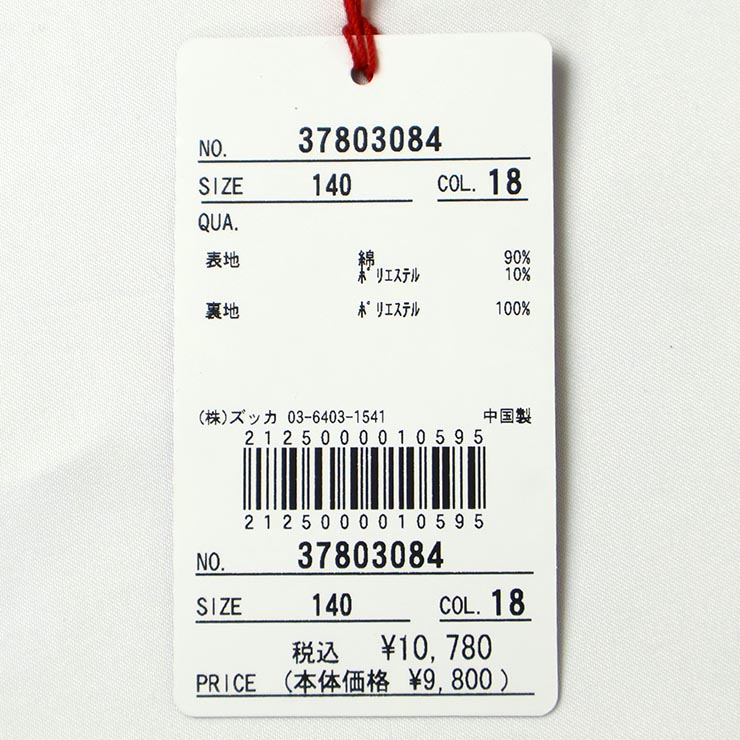 NO. 37803084
SIZE 140 COL. 18
QUA.
表地 綿 90%
ﾎﾟﾘｴｽﾃﾙ 10%
裏地 ﾎﾟﾘｴｽﾃﾙ 100%
(株)ズッカ 03-6403-1541 中国製
2125000010595
2125000010595
NO. 37803084
SIZE 140 COL. 18
税込 ¥10,780
PRICE (本体価格 ¥9,800)